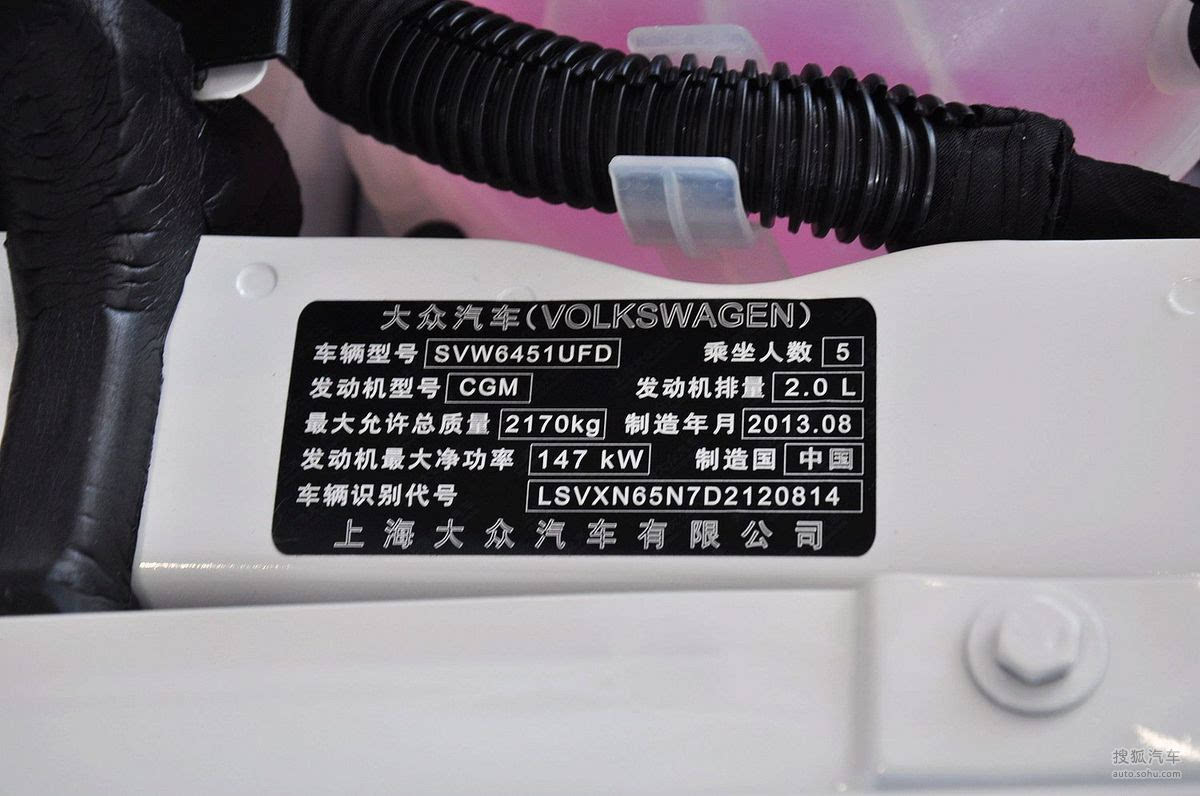 大众汽车(VOLKSWAGEN)
车辆型号 SVW6451UFD 乘坐人数 5
发动机型号 CGM 发动机排量 2.0 L
最大允许总质量 2170kg 制造年月 2013.08
发动机最大净功率 147 kW 制造国 中国
车辆识别代号 LSVXN65N7D2120814
上海大众汽车有限公司
搜狐汽车
auto.sohu.com